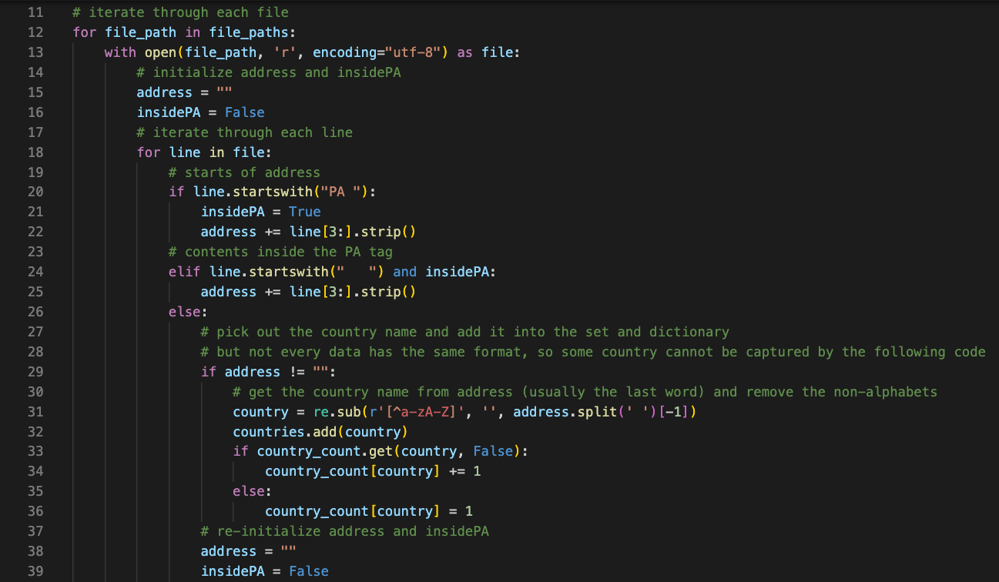 11 # iterate through each file
12 for file_path in file_paths:
13     with open(file_path, 'r', encoding="utf-8") as file:
14         # initialize address and insidePA
15         address = ""
16         insidePA = False
17         # iterate through each line
18         for line in file:
19             # starts of address
20             if line.startswith("PA "):
21                 insidePA = True
22                 address += line[3:].strip()
23             # contents inside the PA tag
24             elif line.startswith("   ") and insidePA:
25                 address += line[3:].strip()
26             else:
27                 # pick out the country name and add it into the set and dictionary
28                 # but not every data has the same format, so some country cannot be captured by the following code
29                 if address != "":
30                     # get the country name from address (usually the last word) and remove the non-alphabets
31                     country = re.sub(r'[^a-zA-Z]', '', address.split(' ')[-1])
32                     countries.add(country)
33                     if country_count.get(country, False):
34                         country_count[country] += 1
35                     else:
36                         country_count[country] = 1
37                 # re-initialize address and insidePA
38                 address = ""
39                 insidePA = False